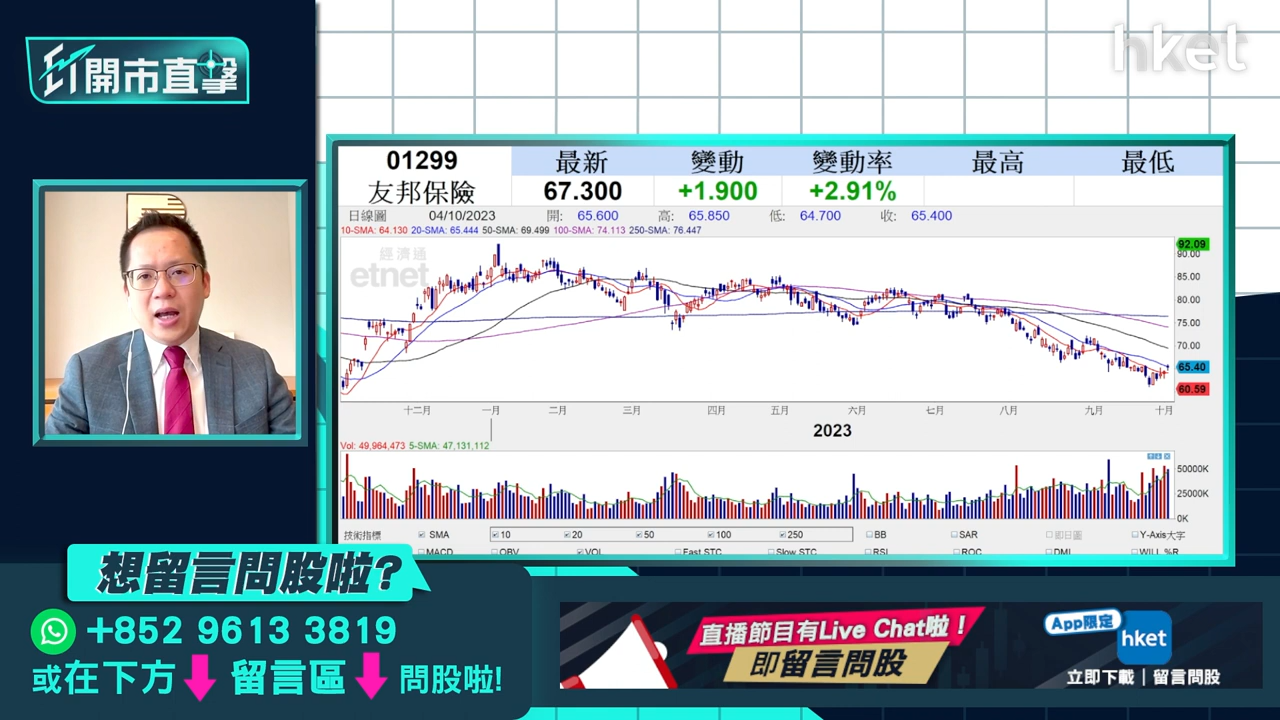 ET開市直擊
hket
01299 最新 變動 變動率 最高 最低
友邦保險 67.300 +1.900 +2.91%
日線圖 04/10/2023 開: 65.600 高: 65.850 低: 64.700 收: 65.400
10-SMA: 64.130 20-SMA: 65.444 50-SMA: 69.499 100-SMA: 74.113 250-SMA: 76.447
經濟通
etnet
92.09
90.00
85.00
80.00
75.00
70.00
65.40
60.59
十二月 一月 二月 三月 四月 五月 六月 七月 八月 九月 十月
2023
Vol: 49,964,473 5-SMA: 47,131,112
50000K
25000K
0K
技術指標 SMA 10 20 50 100 250 BB SAR 即日圖 Y-Axis大字
MACD OBV VOL Fast STC Slow STC RSI ROC DMI WILL %R
想留言問股啦?
+852 9613 3819
或在下方 留言區 問股啦!
直播節目有Live Chat啦!
即留言問股
App限定
hket
立即下載|留言問股